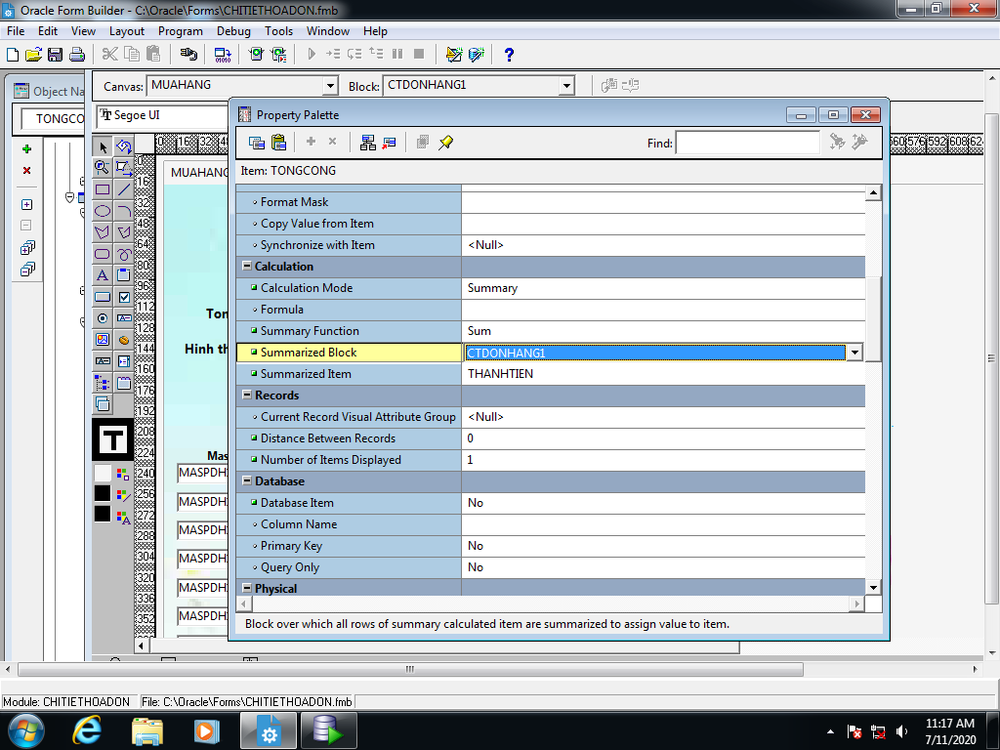 Oracle Form Builder - C:\Oracle\Forms\CHITIETHOADON.fmb
File Edit View Layout Program Debug Tools Window Help
Canvas: MUAHANG Block: CTDONHANG1
Object Na
TONGCO
Segoe UI
Property Palette
Find:
Item: TONGCONG
MUAHANG
Format Mask
Copy Value from Item
Synchronize with Item <Null>
Calculation
Calculation Mode Summary
Formula
Summary Function Sum
Summarized Block CTDONHANG1
Summarized Item THANHTIEN
Records
Current Record Visual Attribute Group <Null>
Distance Between Records 0
Number of Items Displayed 1
Database
Database Item No
Column Name
Primary Key No
Query Only No
Physical
Block over which all rows of summary calculated item are summarized to assign value to item.
Ton
Hinh th
Mas
MASPDH
MASPDH
MASPDH
MASPDH
MASPDH
MASPDH
Module: CHITIETHOADON File: C:\Oracle\Forms\CHITIETHOADON.fmb
11:17 AM
7/11/2020